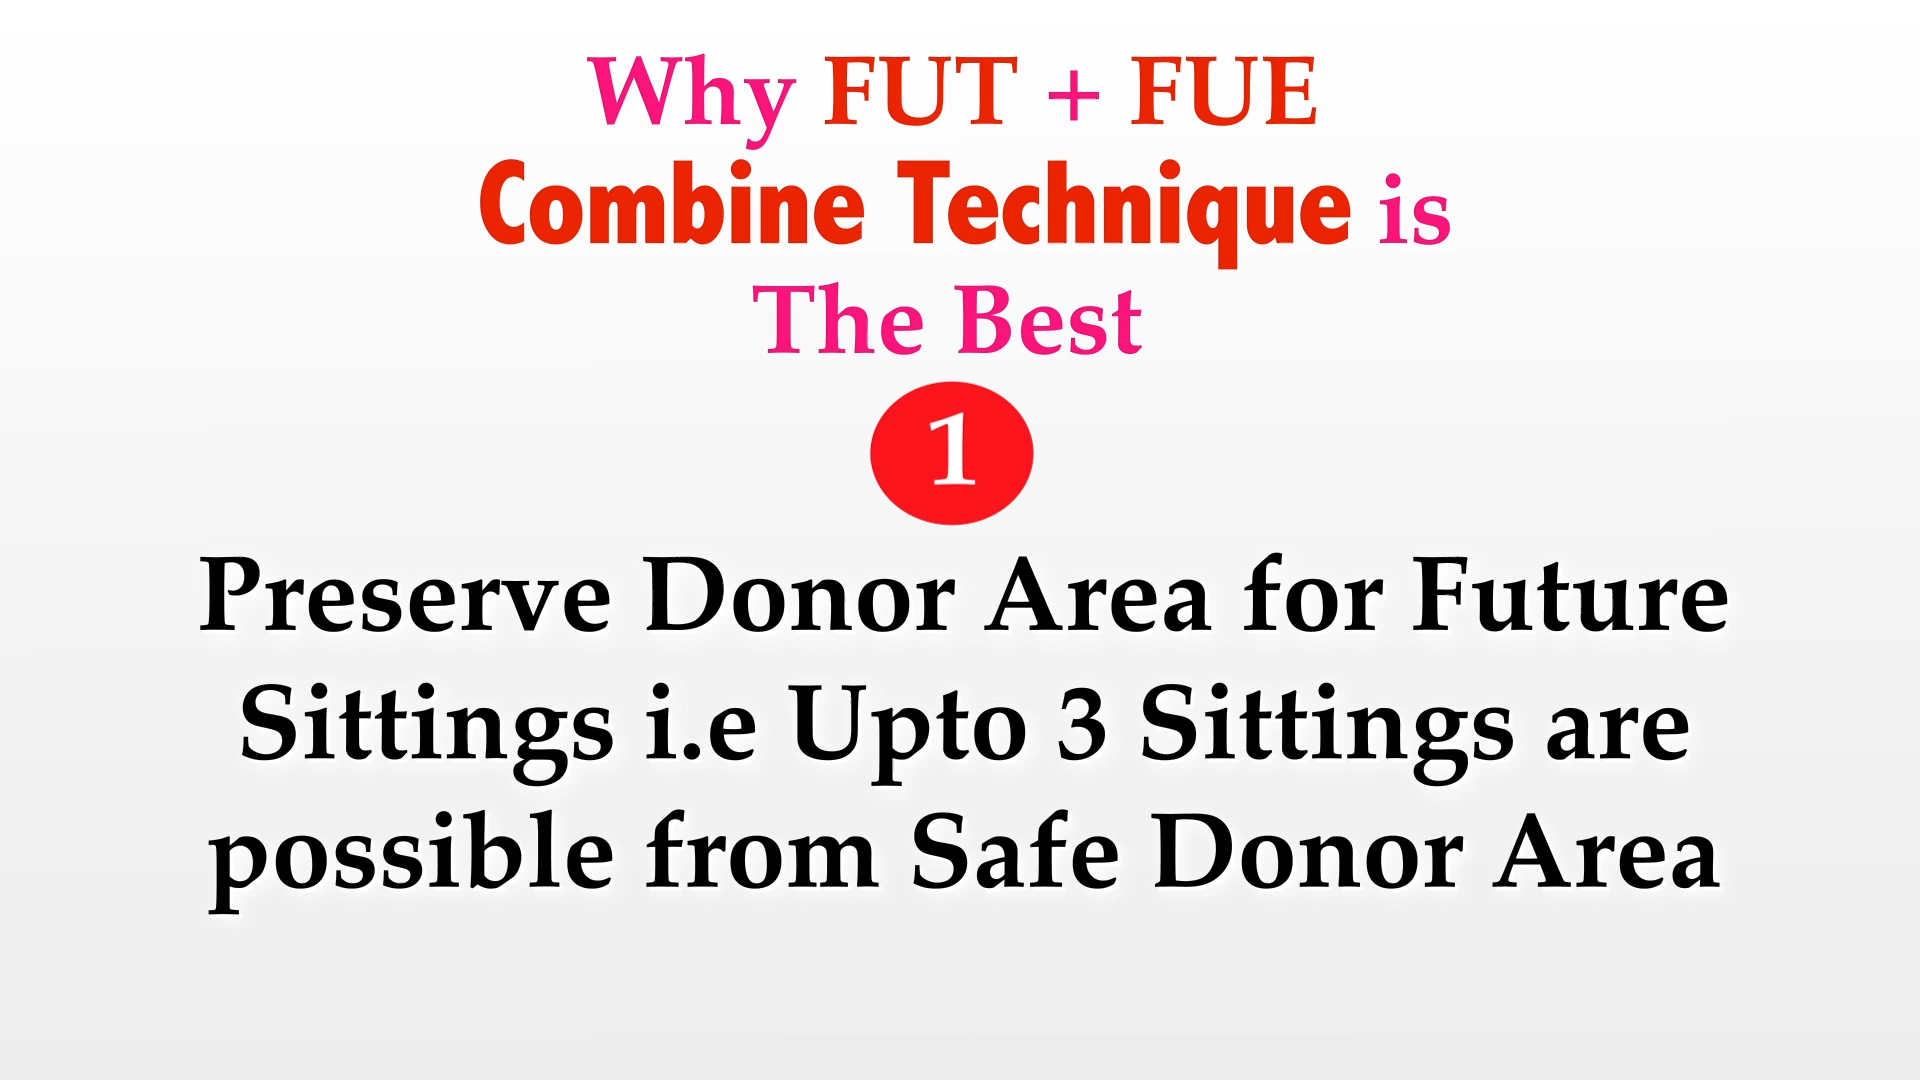 Why FUT + FUE
Combine Technique is
The Best
1
Preserve Donor Area for Future
Sittings i.e Upto 3 Sittings are
possible from Safe Donor Area